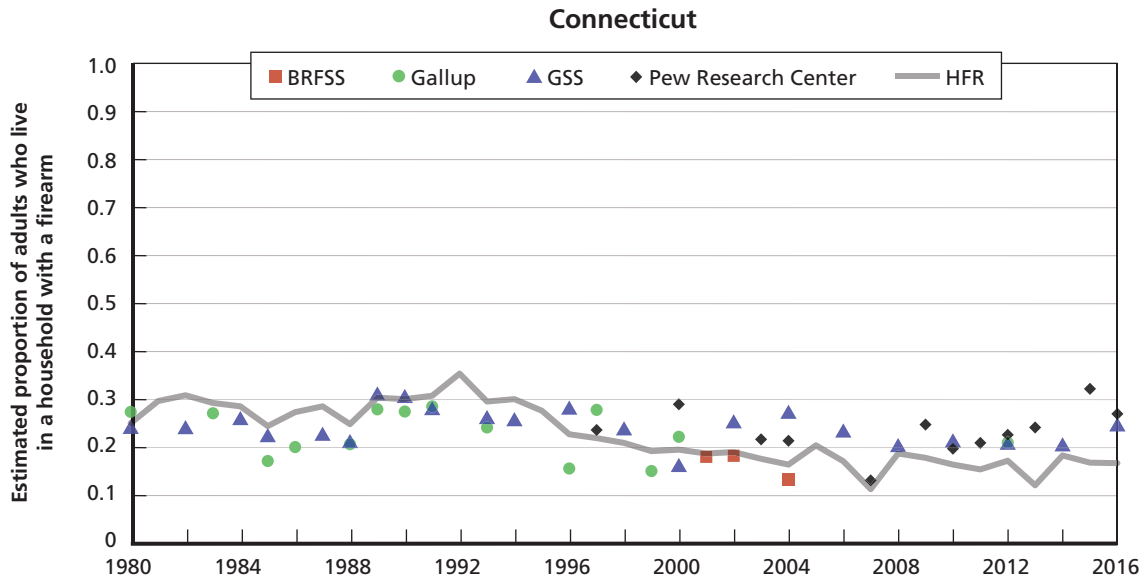 Connecticut
BRFSS Gallup GSS Pew Research Center HFR
Estimated proportion of adults who live
in a household with a firearm
1.0
0.9
0.8
0.7
0.6
0.5
0.4
0.3
0.2
0.1
0
1980 1984 1988 1992 1996 2000 2004 2008 2012 2016